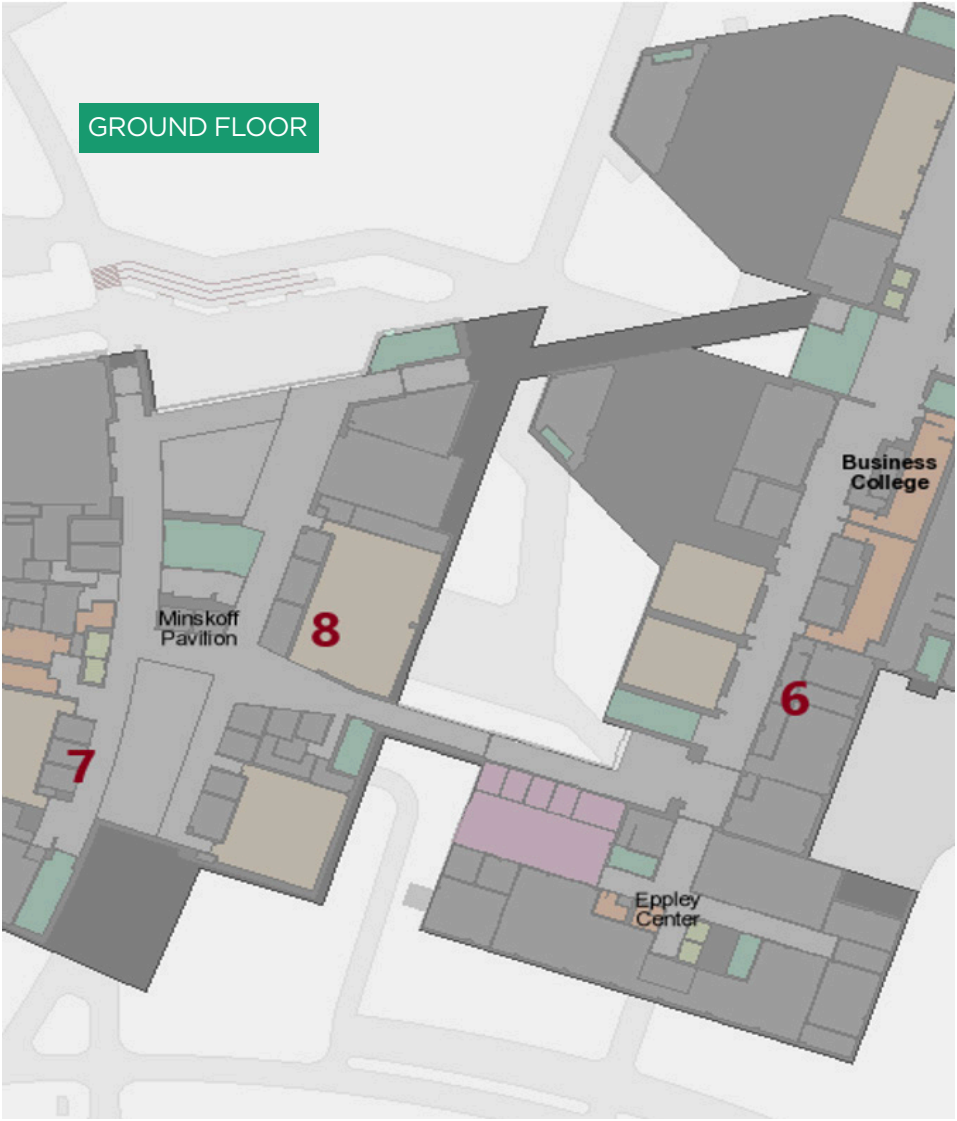 GROUND FLOOR
Business
College
Minskoff
Pavilion
8
6
7
Eppley
Center